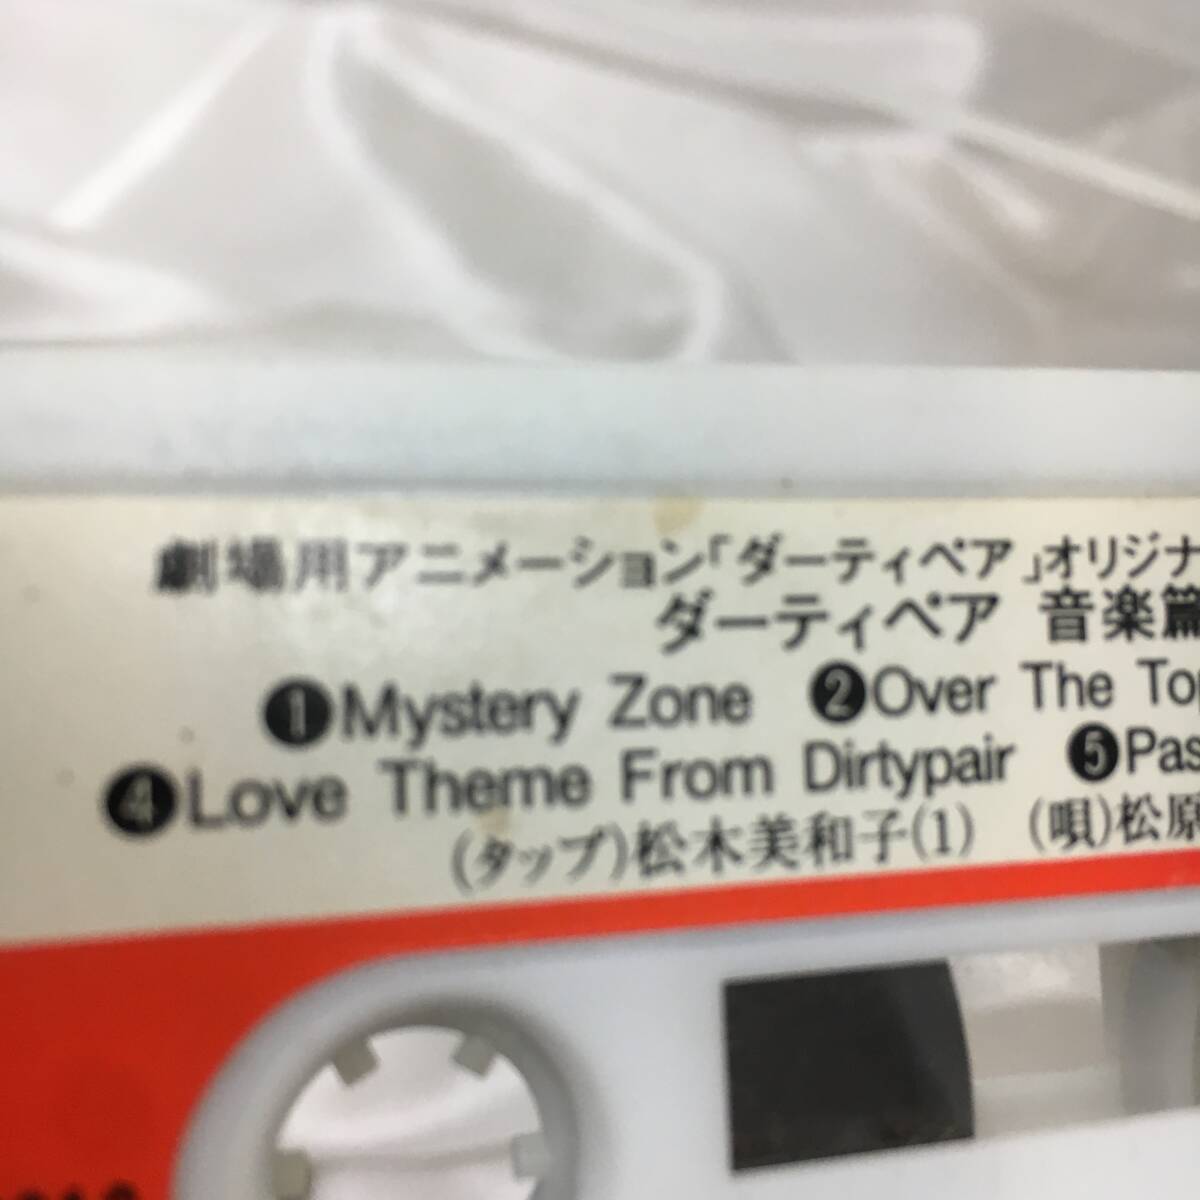 劇場用アニメーション「ダーティペア」オリジナ
ダーティペア 音楽篇
❶Mystery Zone ❷Over The Top
❹Love Theme From Dirtypair ❺Pas
(タップ)松木美和子(1) (唄)松原